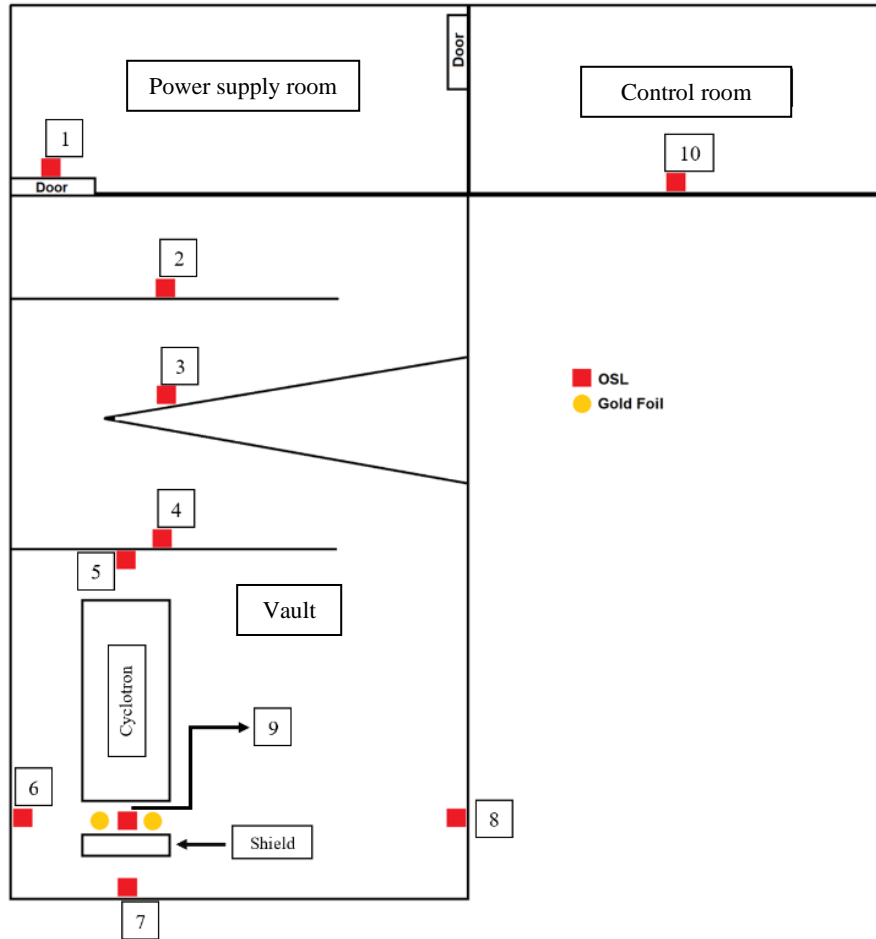 Door
Power supply room
Control room
1
10
Door
2
3
OSL
Gold Foil
4
5
Vault
Cyclotron
9
6
8
Shield
7